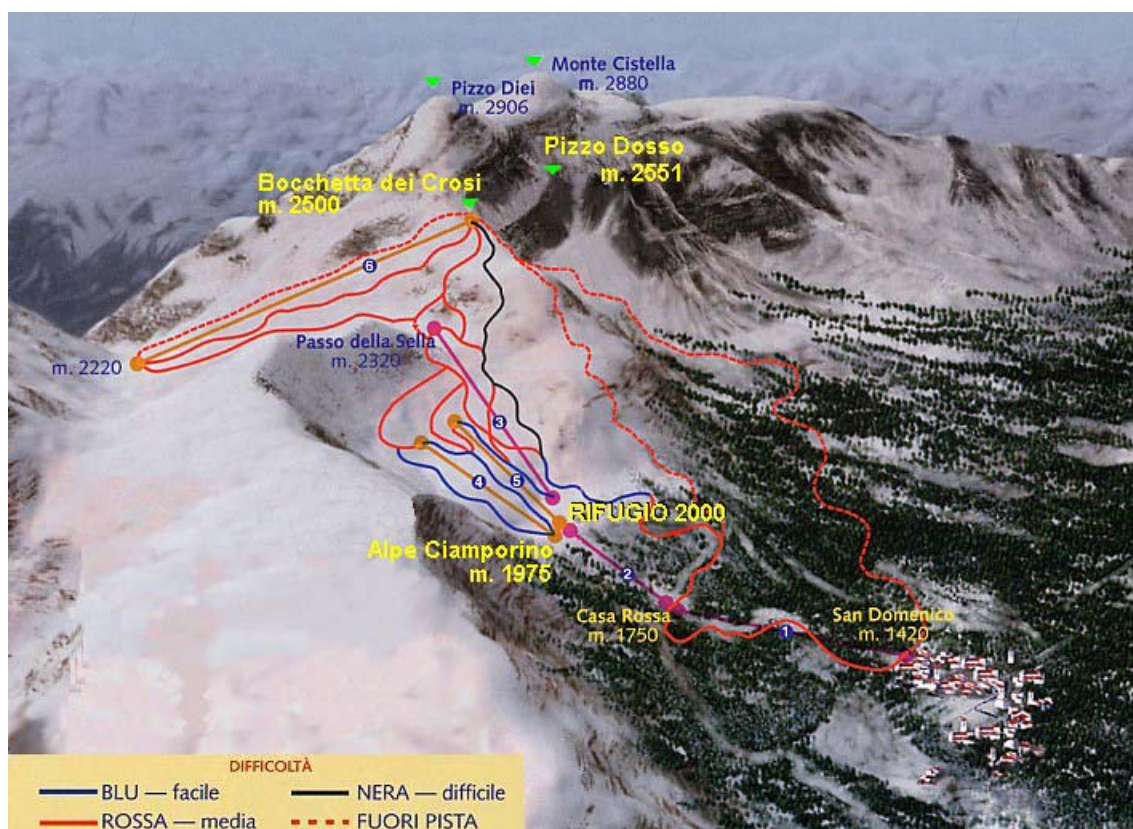 Monte Cistella
m. 2880
Pizzo Diei
m. 2906
Pizzo Dosso
m. 2551
Bocchetta dei Crosi
m. 2500
6
Passo della Sella
m. 2320
m. 2220
3
4
5
RIFUGIO 2000
Alpe Ciamporino
m. 1975
2
Casa Rossa
m. 1750
1
San Domenico
m. 1420
DIFFICOLTÀ
BLU — facile
NERA — difficile
ROSSA — media
FUORI PISTA